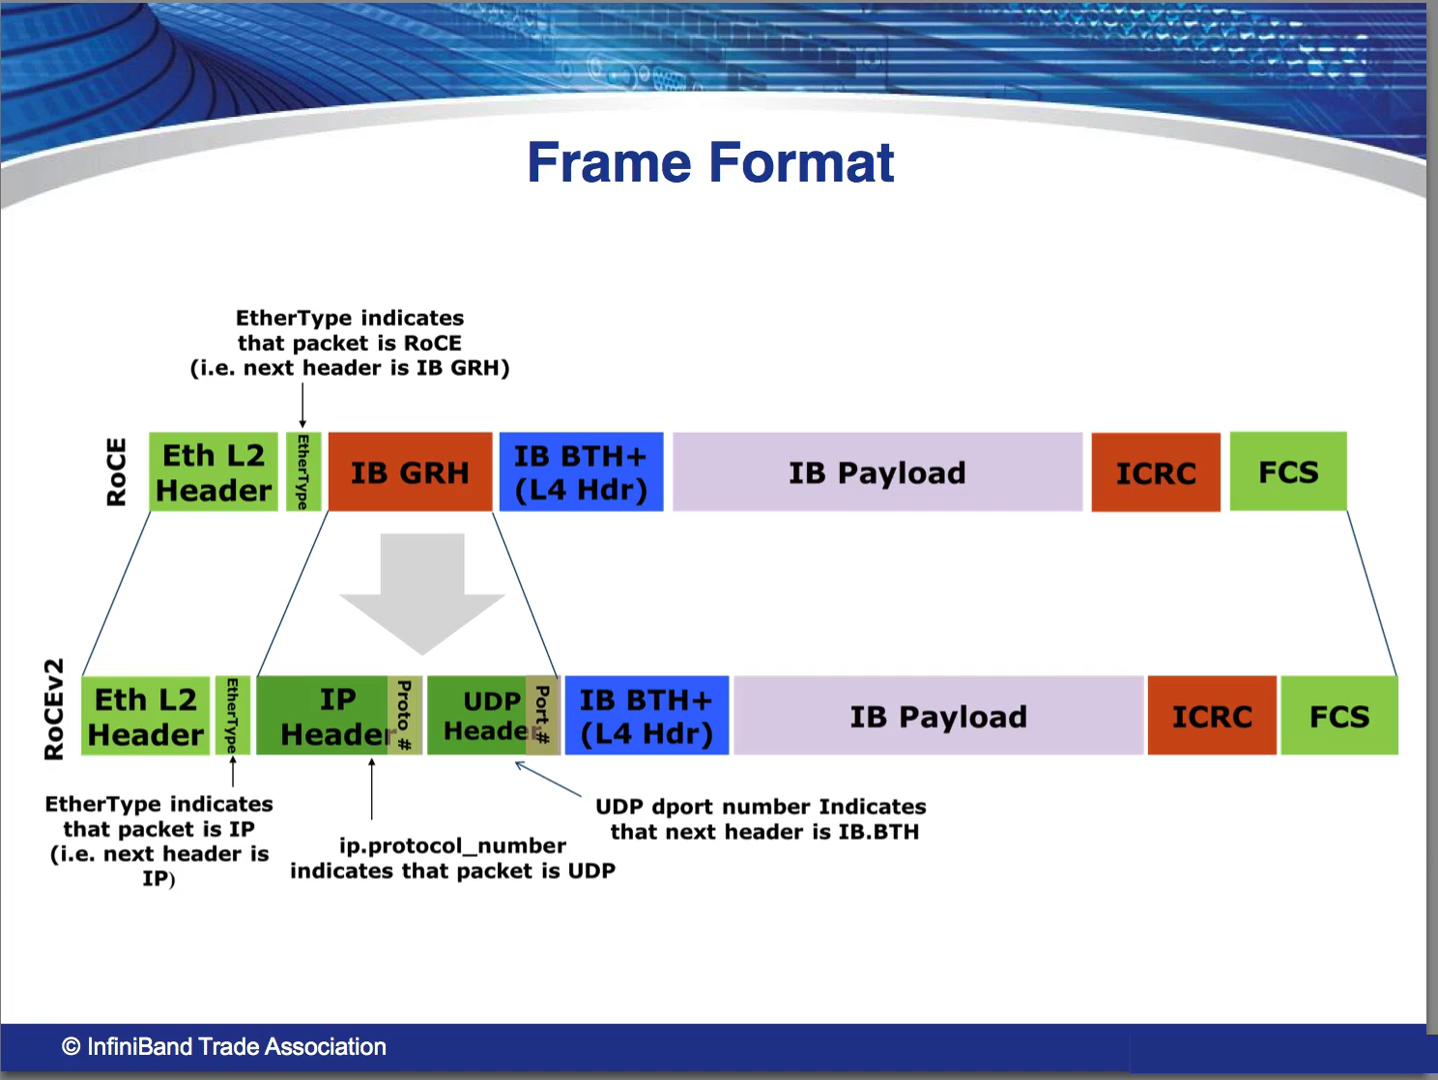 Frame Format
EtherType indicates
that packet is RoCE
(i.e. next header is IB GRH)
RoCE
Eth L2
Header
EtherType
IB GRH
IB BTH+
(L4 Hdr)
IB Payload
ICRC
FCS
RoCEv2
Eth L2
Header
EtherType
IP
Header
Proto #
UDP
Header
Port #
IB BTH+
(L4 Hdr)
IB Payload
ICRC
FCS
EtherType indicates
that packet is IP
(i.e. next header is
IP)
ip.protocol_number
indicates that packet is UDP
UDP dport number Indicates
that next header is IB.BTH
© InfiniBand Trade Association